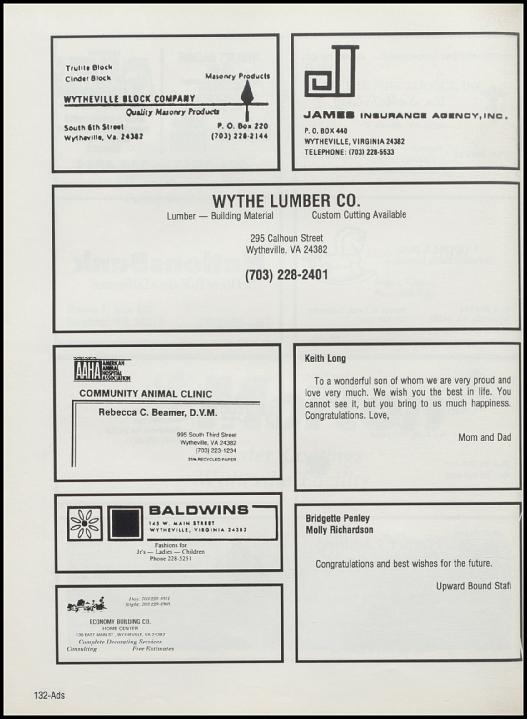 Trulite Block
Cinder Block
Masonry Products
WYTHEVILLE BLOCK COMPANY
Quality Masonry Products
South 6th Street
Wytheville, Va. 24382
P. O. Box 220
(703) 228-2144
JAMES INSURANCE AGENCY, INC.
P. O. BOX 440
WYTHEVILLE, VIRGINIA 24382
TELEPHONE: (703) 228-5533
WYTHE LUMBER CO.
Lumber — Building Material Custom Cutting Available
295 Calhoun Street
Wytheville, VA 24382
(703) 228-2401
AAHA AMERICAN
ANIMAL
HOSPITAL
ASSOCIATION
COMMUNITY ANIMAL CLINIC
Rebecca C. Beamer, D.V.M.
995 South Third Street
Wytheville, VA 24382
(703) 223-1234
RECYCLED PAPER
Keith Long
To a wonderful son of whom we are very proud and
love very much. We wish you the best in life. You
cannot see it, but you bring to us much happiness.
Congratulations. Love,
Mom and Dad
BALDWINS
145 W. MAIN STREET
WYTHEVILLE, VIRGINIA 24382
Fashions for
Jr's — Ladies — Children
Phone 228-5251
Bridgette Penley
Molly Richardson
Congratulations and best wishes for the future.
Upward Bound Staff
ECONOMY BUILDING CO.
HOME CENTER
EAST MAIN ST., WYTHEVILLE, VA 24382
Complete Decorating Services
Consulting Free Estimates
132-Ads